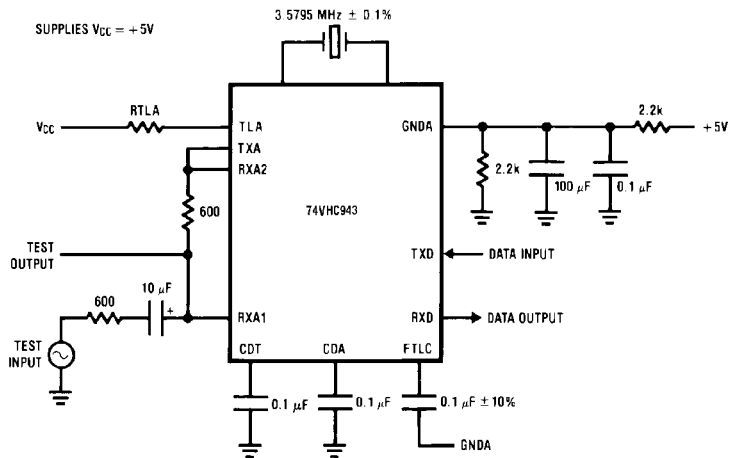 3.5795 MHz ± 0.1%
SUPPLIES VCC = +5V
RTLA
VCC
TLA
GNDA
2.2k
+5V
TXA
RXA2
2.2k
100 μF
0.1 μF
600
74VHC943
TEST
OUTPUT
TXD
DATA INPUT
10 μF
+
600
RXA1
RXD
DATA OUTPUT
TEST
INPUT
CDT
CDA
FTLC
0.1 μF
0.1 μF
0.1 μF ± 10%
GNDA